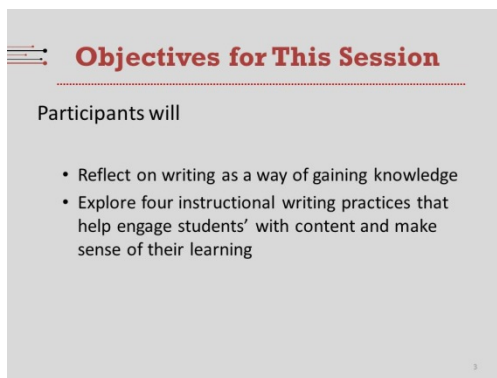 Objectives for This Session
Participants will
• Reflect on writing as a way of gaining knowledge
• Explore four instructional writing practices that
help engage students’ with content and make
sense of their learning
3